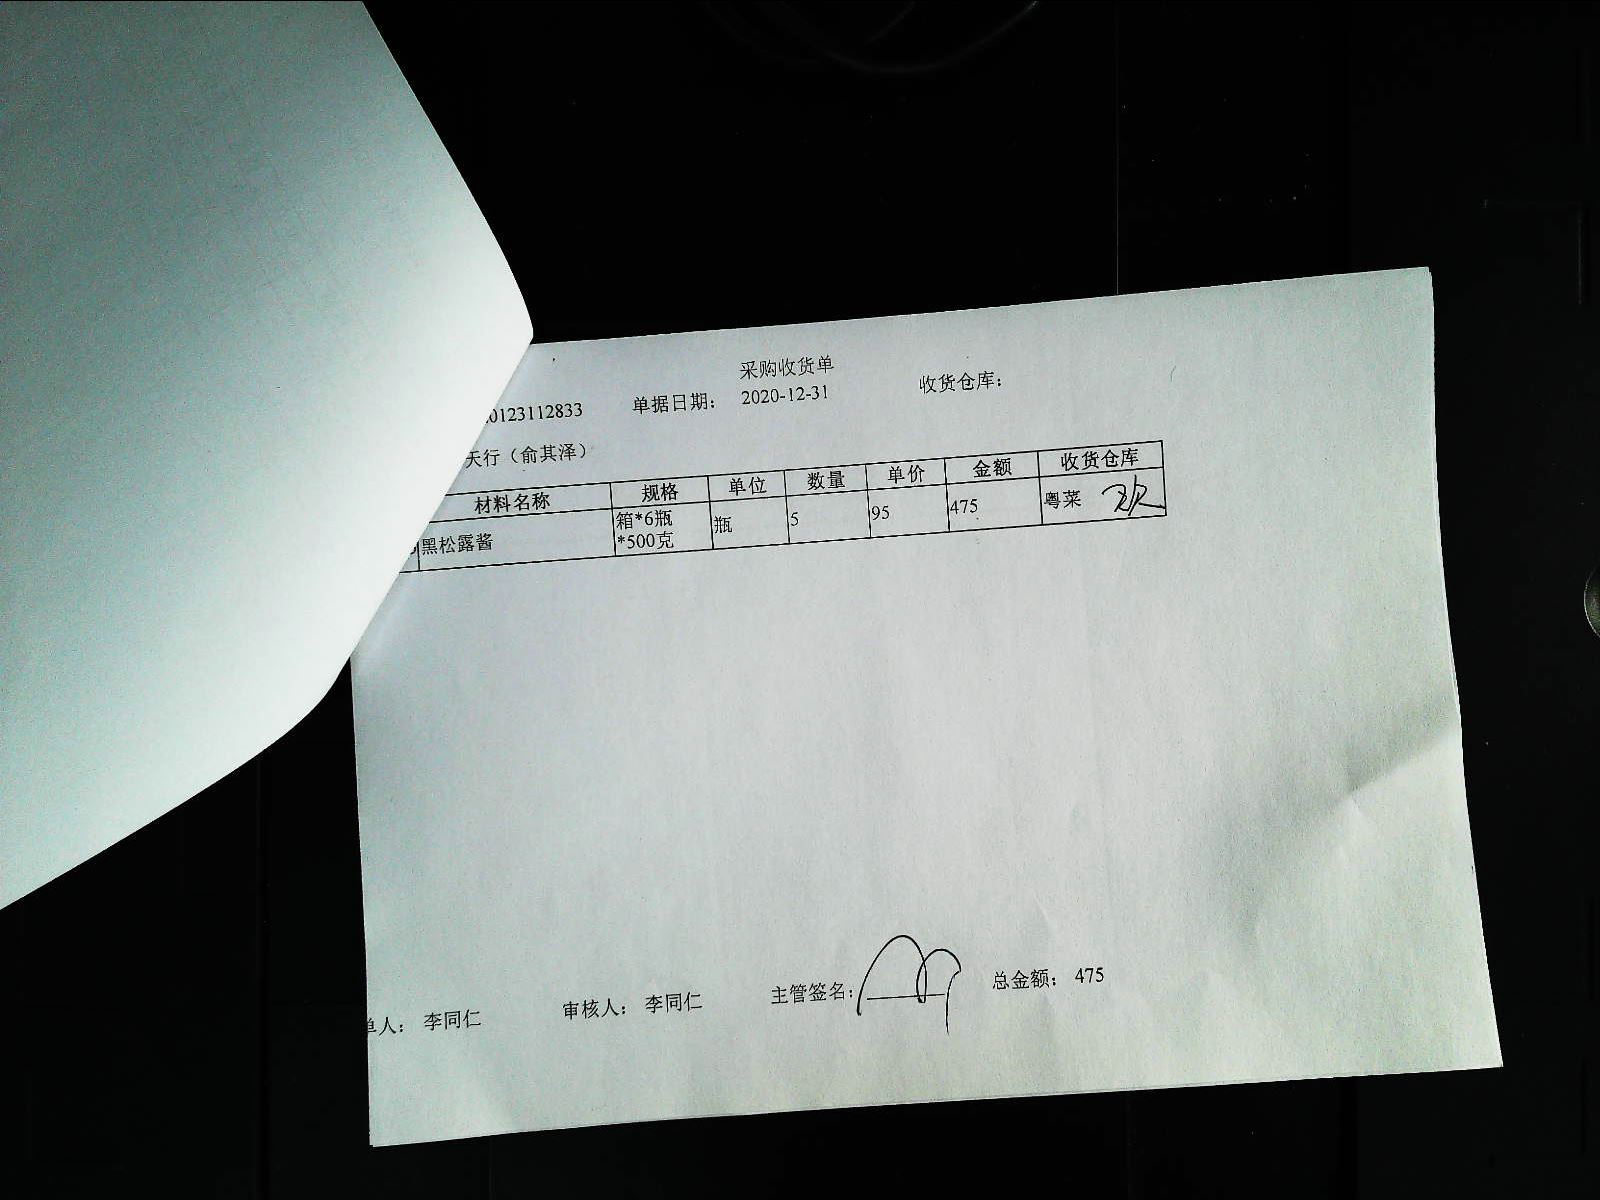 采购收货单
0123112833 单据日期： 2020-12-31 收货仓库：
天行（俞其泽）
材料名称 规格 单位 数量 单价 金额 收货仓库
黑松露酱 箱*6瓶 瓶 5 95 475 粤菜
*500克
单人： 李同仁 审核人： 李同仁 主管签名： 总金额： 475